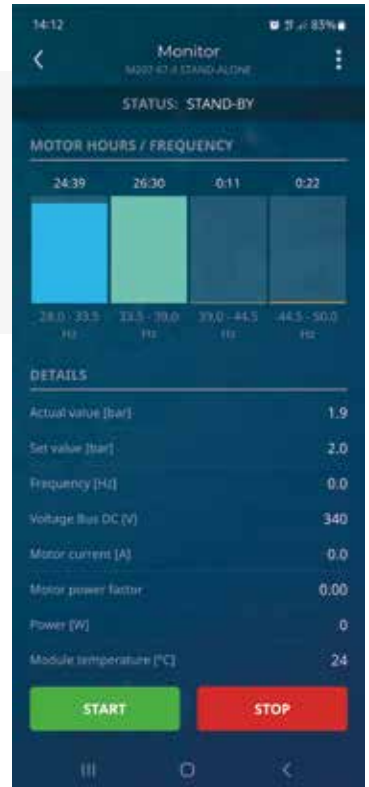 14:12 83%
Monitor
STAND-ALONE
STATUS: STAND-BY
MOTOR HOURS / FREQUENCY
24:39 26:30 0:11 0:22
28.0 - 33.5 33.5 - 39.0 39.0 - 44.5 44.5 - 50.0
Hz Hz Hz Hz
DETAILS
Actual value [bar] 1.9
Set value [bar] 2.0
Frequency [Hz] 0.0
Voltage Bus DC [V] 340
Motor current [A] 0.0
Motor power factor 0.00
Power [W] 0
Module temperature [°C] 24
START STOP